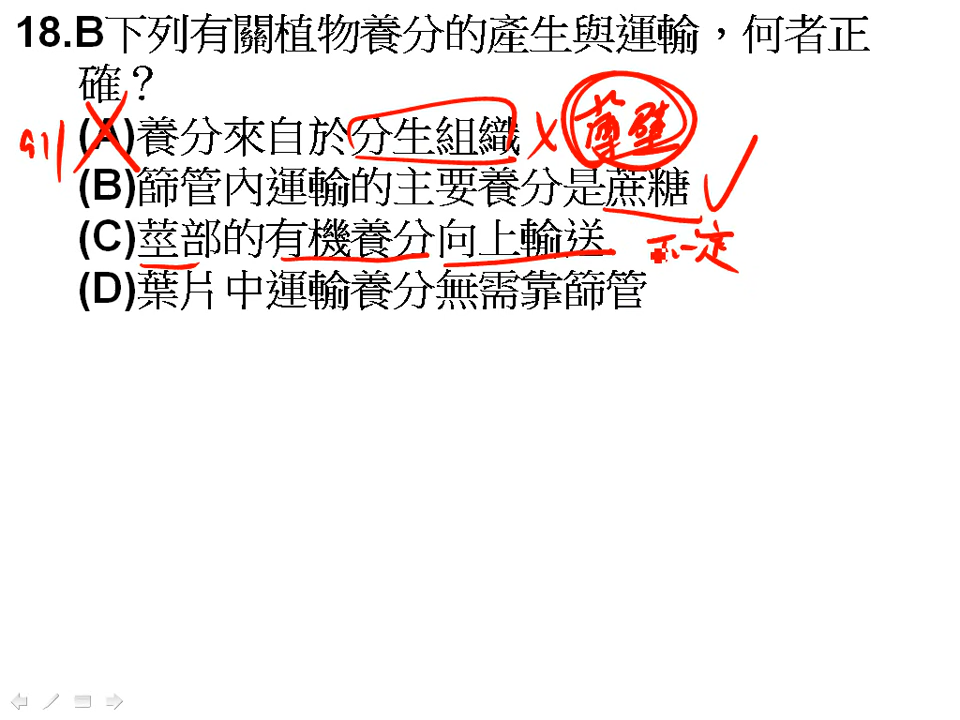 18.B下列有關植物養分的產生與運輸，何者正
確？
(A)養分來自於分生組織 X 薄壁
(B)篩管內運輸的主要養分是蔗糖
(C)莖部的有機養分向上輸送 不一定
(D)葉片中運輸養分無需靠篩管